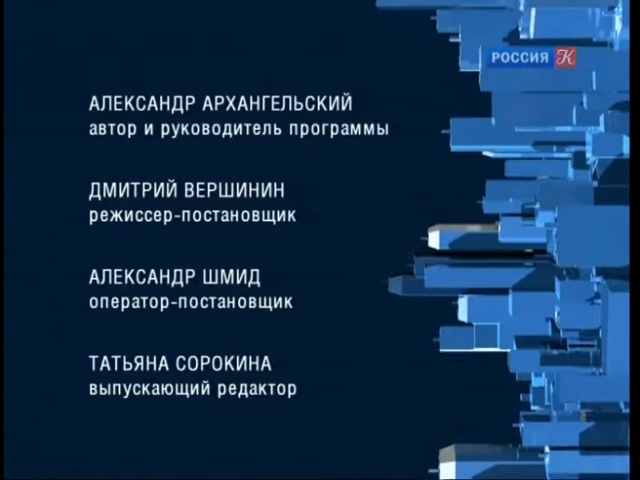 РОССИЯ К
АЛЕКСАНДР АРХАНГЕЛЬСКИЙ
автор и руководитель программы
ДМИТРИЙ ВЕРШИНИН
режиссер-постановщик
АЛЕКСАНДР ШМИД
оператор-постановщик
ТАТЬЯНА СОРОКИНА
выпускающий редактор